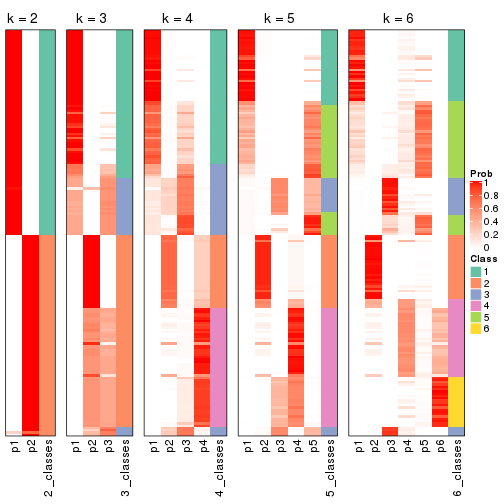 k = 2
k = 3
k = 4
k = 5
k = 6
Prob
1
0.8
0.6
0.4
0.2
0
Class
1
2
3
4
5
6
p1
p2
2_classes
p1
p2
p3
3_classes
p1
p2
p3
p4
4_classes
p1
p2
p3
p4
p5
5_classes
p1
p2
p3
p4
p5
p6
6_classes